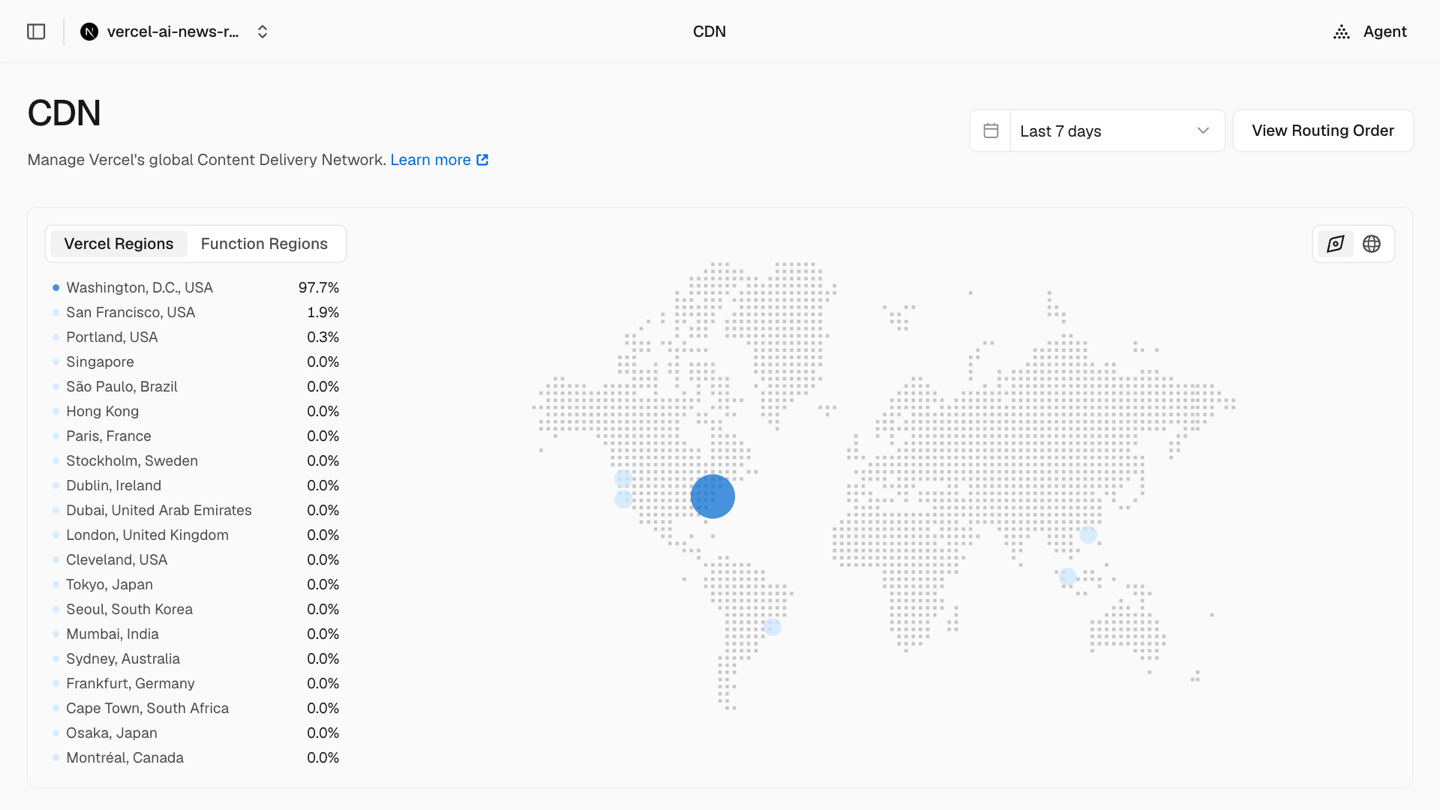 vercel-ai-news-r...
CDN
Agent
CDN
Manage Vercel's global Content Delivery Network. Learn more
Last 7 days
View Routing Order
Vercel Regions
Function Regions
Washington, D.C., USA 97.7%
San Francisco, USA 1.9%
Portland, USA 0.3%
Singapore 0.0%
São Paulo, Brazil 0.0%
Hong Kong 0.0%
Paris, France 0.0%
Stockholm, Sweden 0.0%
Dublin, Ireland 0.0%
Dubai, United Arab Emirates 0.0%
London, United Kingdom 0.0%
Cleveland, USA 0.0%
Tokyo, Japan 0.0%
Seoul, South Korea 0.0%
Mumbai, India 0.0%
Sydney, Australia 0.0%
Frankfurt, Germany 0.0%
Cape Town, South Africa 0.0%
Osaka, Japan 0.0%
Montréal, Canada 0.0%